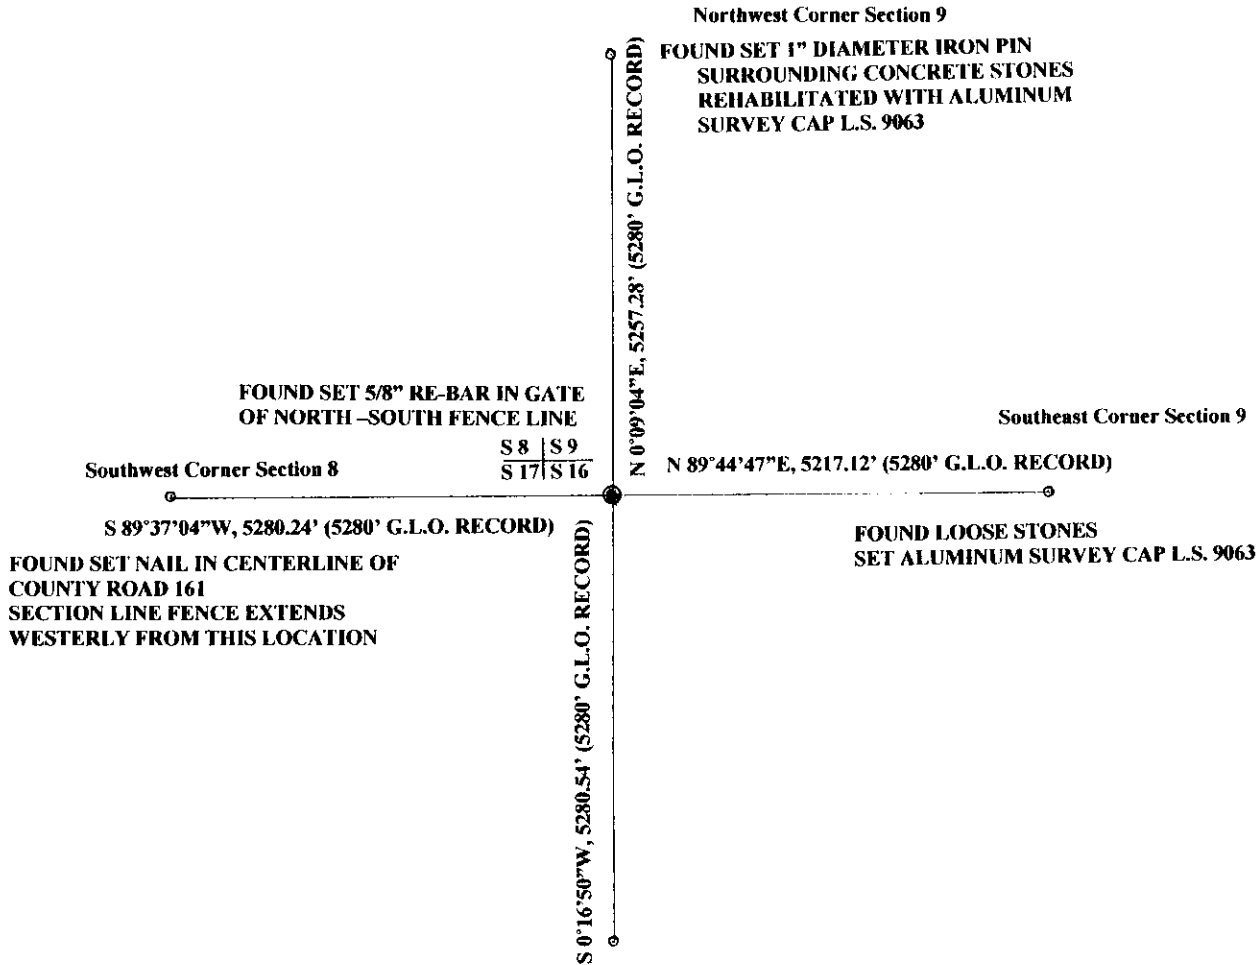 Northwest Corner Section 9
FOUND SET 1” DIAMETER IRON PIN
SURROUNDING CONCRETE STONES
REHABILITATED WITH ALUMINUM
SURVEY CAP L.S. 9063
N 0°09’04”E, 5257.28’ (5280’ G.L.O. RECORD)
FOUND SET 5/8” RE-BAR IN GATE
OF NORTH –SOUTH FENCE LINE
S 8 S 9
S 17 S 16
Southwest Corner Section 8
S 89°37’04”W, 5280.24’ (5280’ G.L.O. RECORD)
FOUND SET NAIL IN CENTERLINE OF
COUNTY ROAD 161
SECTION LINE FENCE EXTENDS
WESTERLY FROM THIS LOCATION
Southeast Corner Section 9
N 89°44’47”E, 5217.12’ (5280’ G.L.O. RECORD)
FOUND LOOSE STONES
SET ALUMINUM SURVEY CAP L.S. 9063
S 0°16’50”W, 5280.54’ (5280’ G.L.O. RECORD)